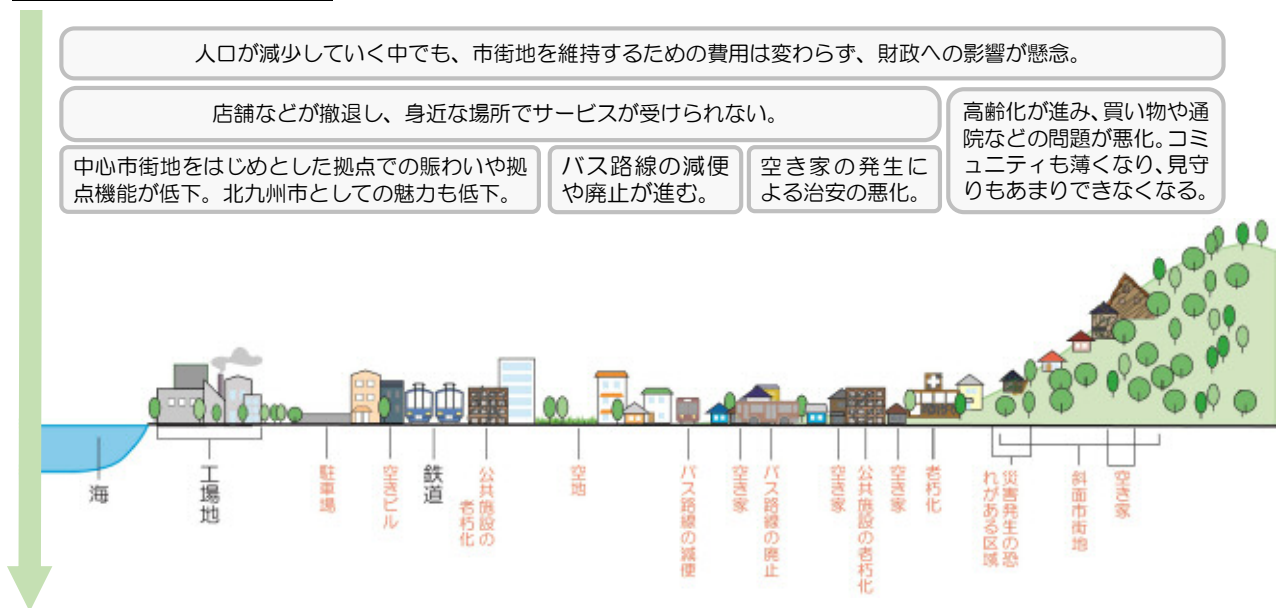 人口が減少していく中でも、市街地を維持するための費用は変わらず、財政への影響が懸念。
店舗などが撤退し、身近な場所でサービスが受けられない。
高齢化が進み、買い物や通
院などの問題が悪化。コミ
ュニティも薄くなり、見守
りもあまりできなくなる。
中心市街地をはじめとした拠点での賑わいや拠
点機能が低下。北九州市としての魅力も低下。
バス路線の減便
や廃止が進む。
空き家の発生に
よる治安の悪化。
海
工場地
駐車場
空きビル
鉄道
公共施設の
老朽化
空地
バス路線の減便
空き家
バス路線の廃止
空き家
公共施設の老朽化
空き家
老朽化
災害発生の恐
れがある区域
斜面市街地
空き家